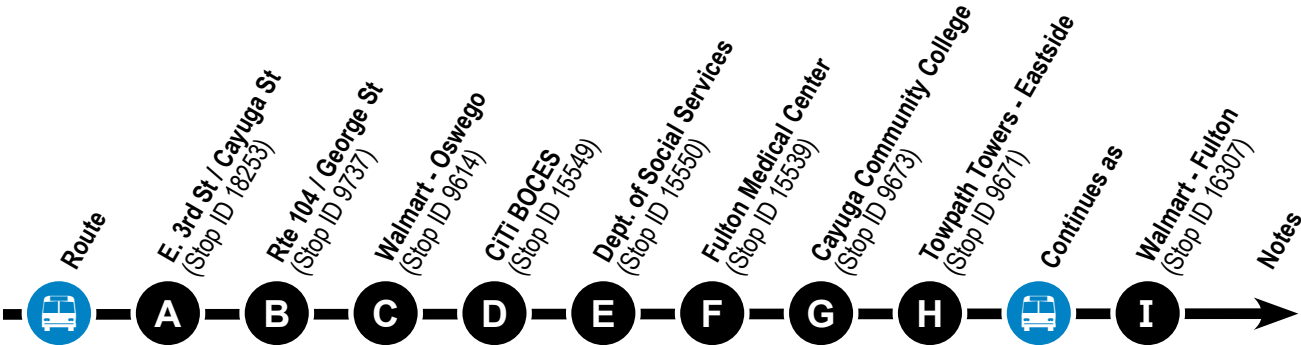 Route
E. 3rd St / Cayuga St
(Stop ID 18253)
Rte 104 / George St
(Stop ID 9737)
Walmart - Oswego
(Stop ID 9614)
CiTi BOCES
(Stop ID 15549)
Dept. of Social Services
(Stop ID 15550)
Fulton Medical Center
(Stop ID 15539)
Cayuga Community College
(Stop ID 9673)
Towpath Towers - Eastside
(Stop ID 9671)
Continues as
Walmart - Fulton
(Stop ID 16307)
Notes
A B C D E F G H I